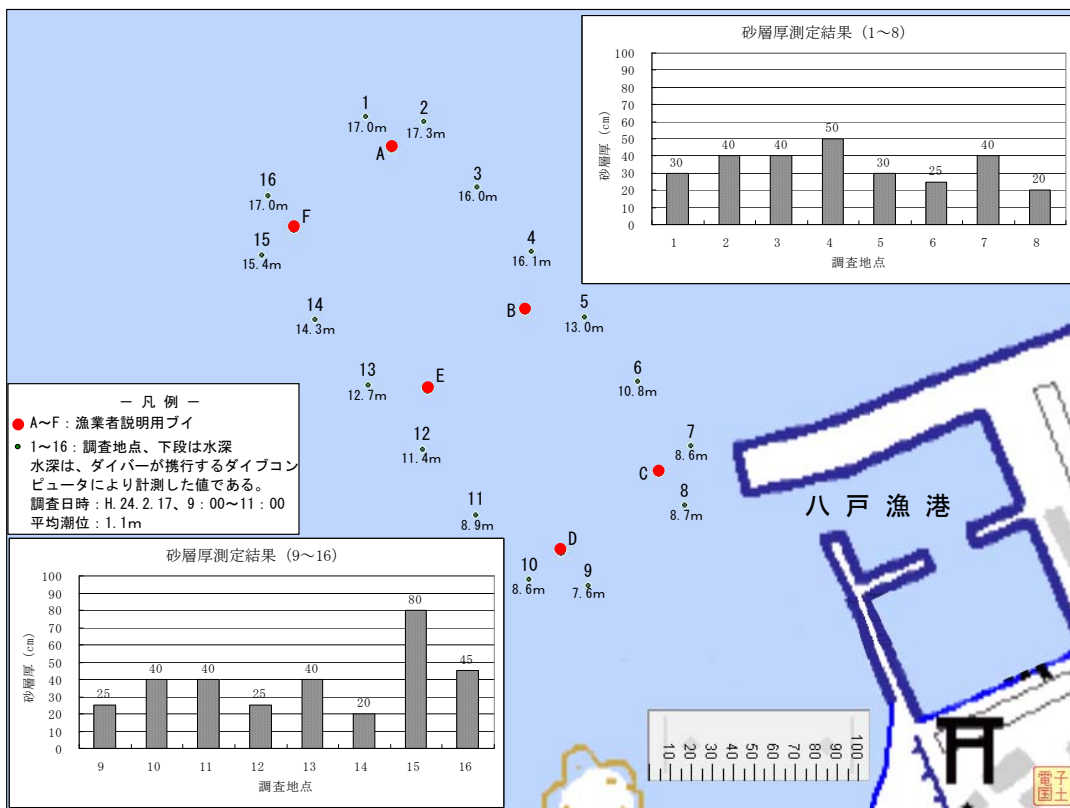 砂層厚測定結果（1～8）
砂層厚（cm）
100
90
80
70
60
50
40
30
20
10
0
30
40
40
50
30
25
40
20
1 2 3 4 5 6 7 8
調査地点
1
17.0m
2
17.3m
A
3
16.0m
16
17.0m
F
15
15.4m
4
16.1m
14
14.3m
B
5
13.0m
13
12.7m
E
6
10.8m
12
11.4m
7
8.6m
C
8
8.7m
11
8.9m
D
10
8.6m
9
7.6m
八戸漁港
－ 凡 例 －
A～F：漁業者説明用ブイ
1～16：調査地点、下段は水深
水深は、ダイバーが携行するダイブコン
ピュータにより計測した値である。
調査日時：H.24.2.17、9：00～11：00
平均潮位：1.1m
砂層厚測定結果（9～16）
砂層厚（cm）
100
90
80
70
60
50
40
30
20
10
0
25
40
40
25
40
20
80
45
9 10 11 12 13 14 15 16
調査地点
10 20 30 40 50 60 70 80 90 100
電子
国土